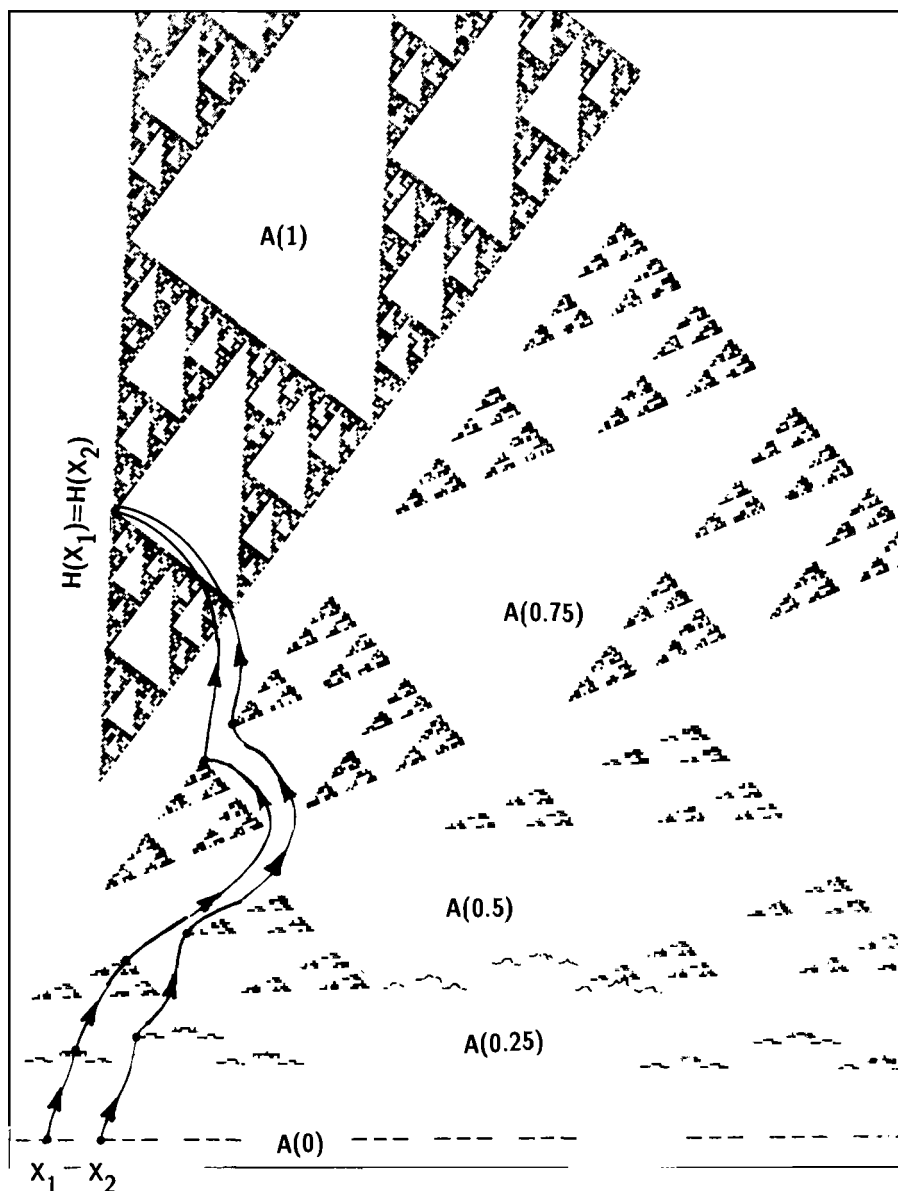 A(1)
H(X₁)=H(X₂)
A(0.75)
A(0.5)
A(0.25)
A(0)
X₁ X₂